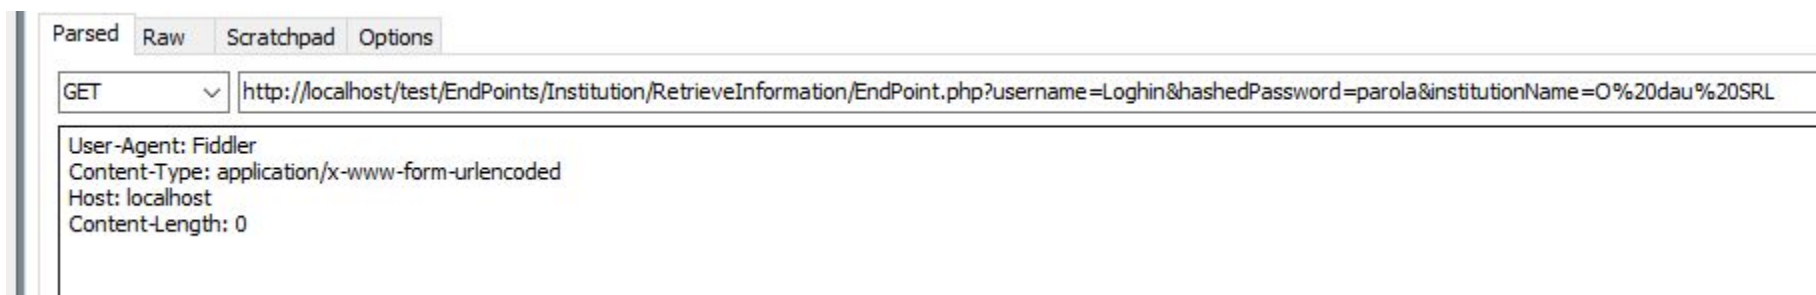 Parsed Raw Scratchpad Options
GET http://localhost/test/EndPoints/Institution/RetrieveInformation/EndPoint.php?username=Loghin&hashedPassword=parola&institutionName=O%20dau%20SRL
User-Agent: Fiddler
Content-Type: application/x-www-form-urlencoded
Host: localhost
Content-Length: 0